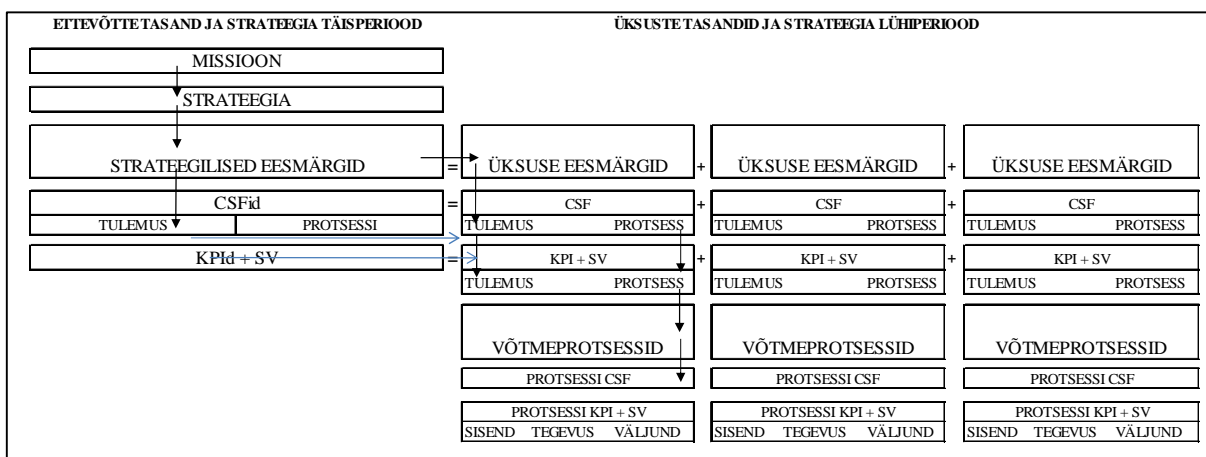 ETTEVÕTTE TASAND JA STRATEEGIA TÄISPERIOOD ÜKSUSTE TASANDID JA STRATEEGIA LÜHIPERIOOD
MISSIOON
STRATEEGIA
STRATEEGILISED EESMÄRGID = ÜKSUSE EESMÄRGID + ÜKSUSE EESMÄRGID + ÜKSUSE EESMÄRGID
CSFid = CSF + CSF + CSF
TULEMUS PROTSESSI TULEMUS PROTSESS TULEMUS PROTSESS TULEMUS PROTSESS
KPId + SV = KPI + SV + KPI + SV + KPI + SV
TULEMUS PROTSESS TULEMUS PROTSESS TULEMUS PROTSESS
VÕTMEPROTSESSID VÕTMEPROTSESSID VÕTMEPROTSESSID
PROTSESSI CSF PROTSESSI CSF PROTSESSI CSF
PROTSESSI KPI + SV PROTSESSI KPI + SV PROTSESSI KPI + SV
SISEND TEGEVUS VÄLJUND SISEND TEGEVUS VÄLJUND SISEND TEGEVUS VÄLJUND